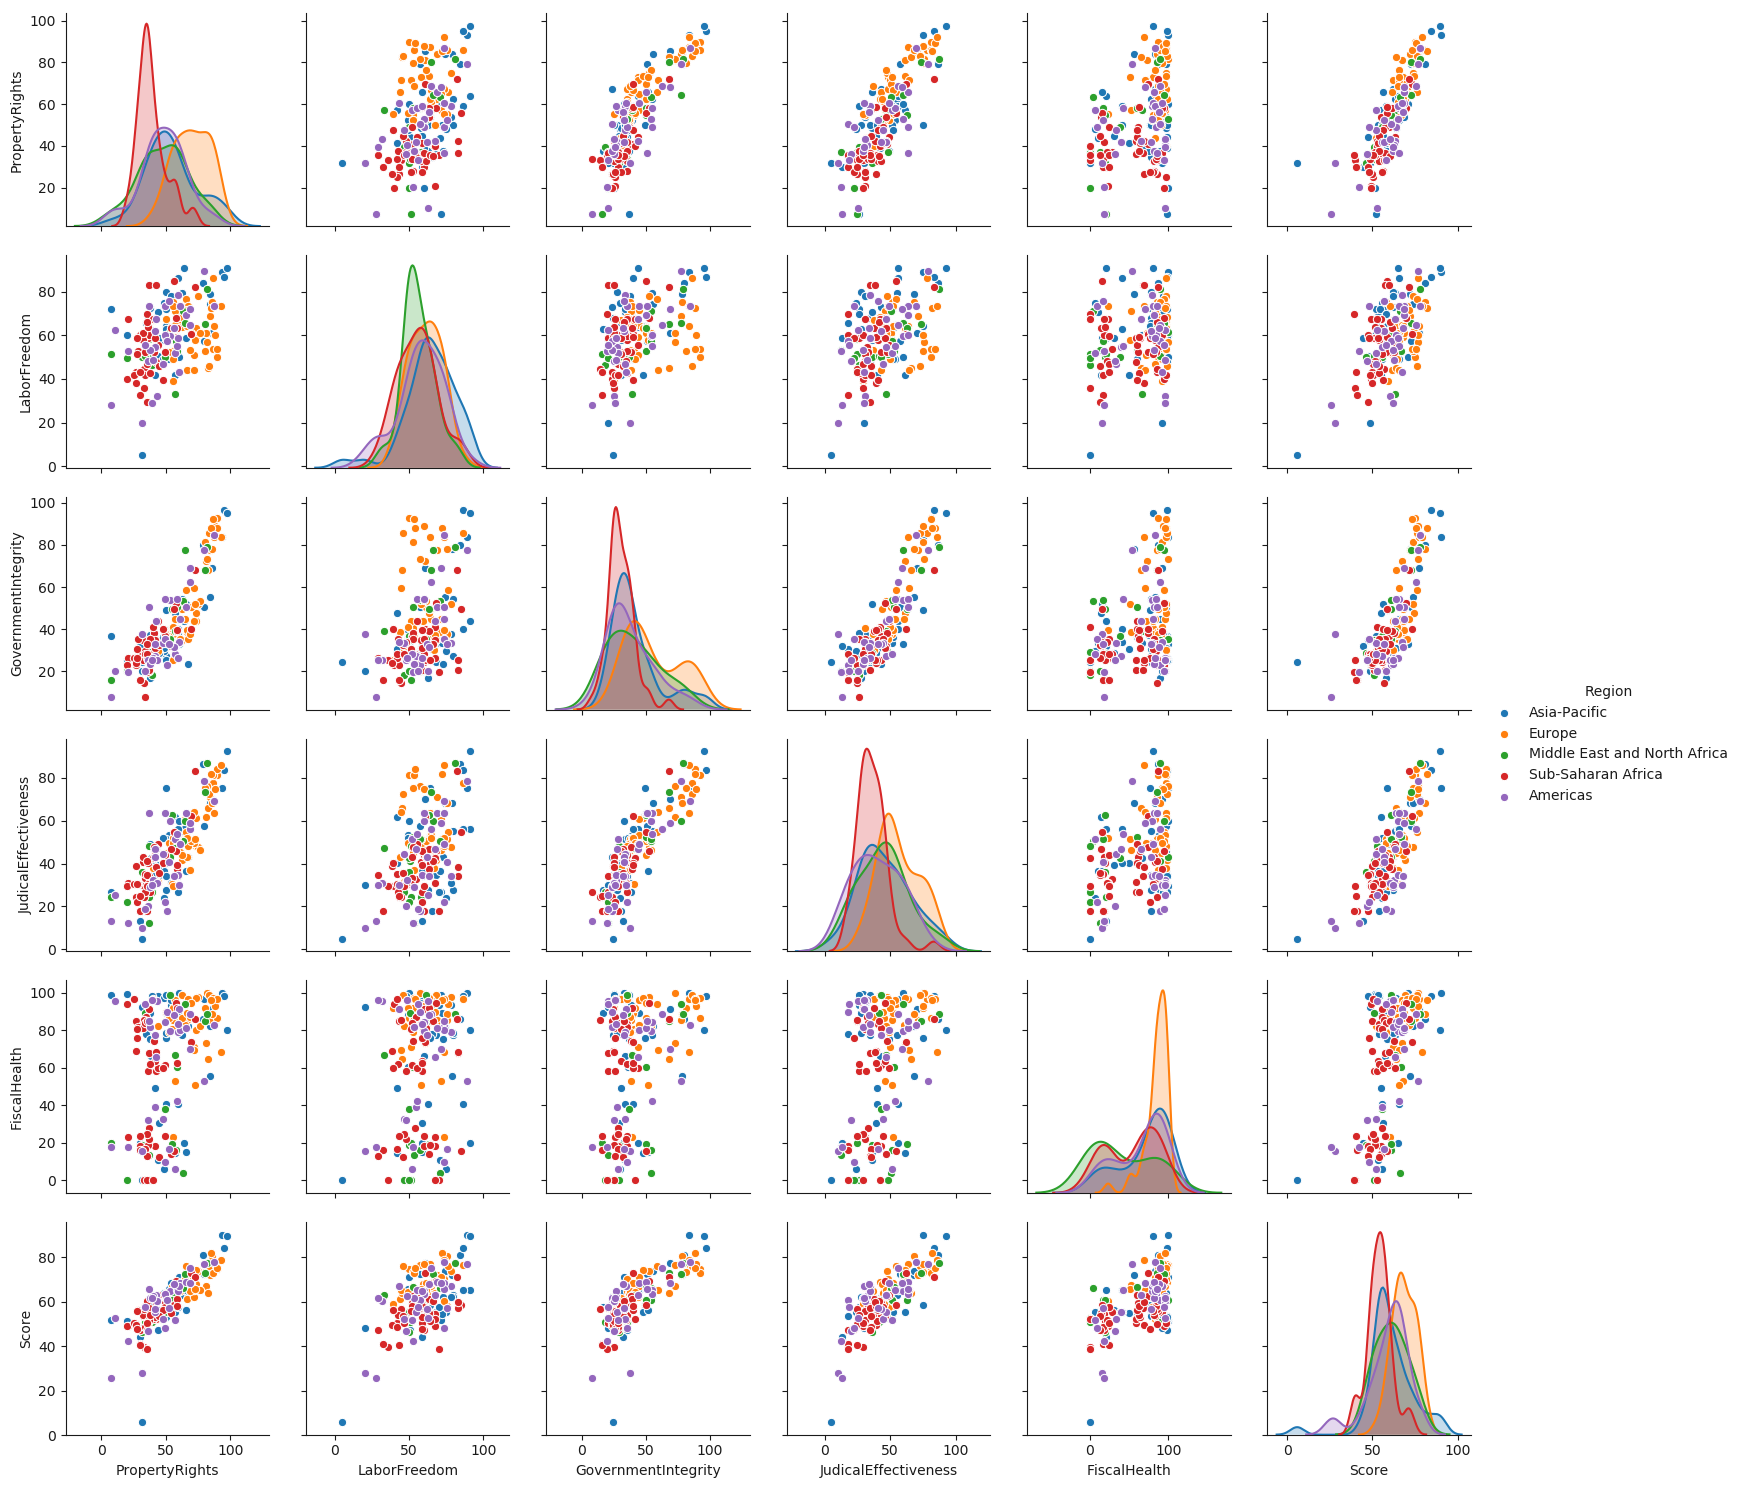 100
80
60
40
20
PropertyRights
80
60
40
20
0
LaborFreedom
100
80
60
40
20
GovernmentIntegrity
80
60
40
20
0
JudicalEffectiveness
100
80
60
40
20
0
FiscalHealth
80
60
40
20
0
Score
0 50 100
PropertyRights
0 50 100
LaborFreedom
0 50 100
GovernmentIntegrity
0 50 100
JudicalEffectiveness
0 100
FiscalHealth
0 50 100
Score
Region
Asia-Pacific
Europe
Middle East and North Africa
Sub-Saharan Africa
Americas